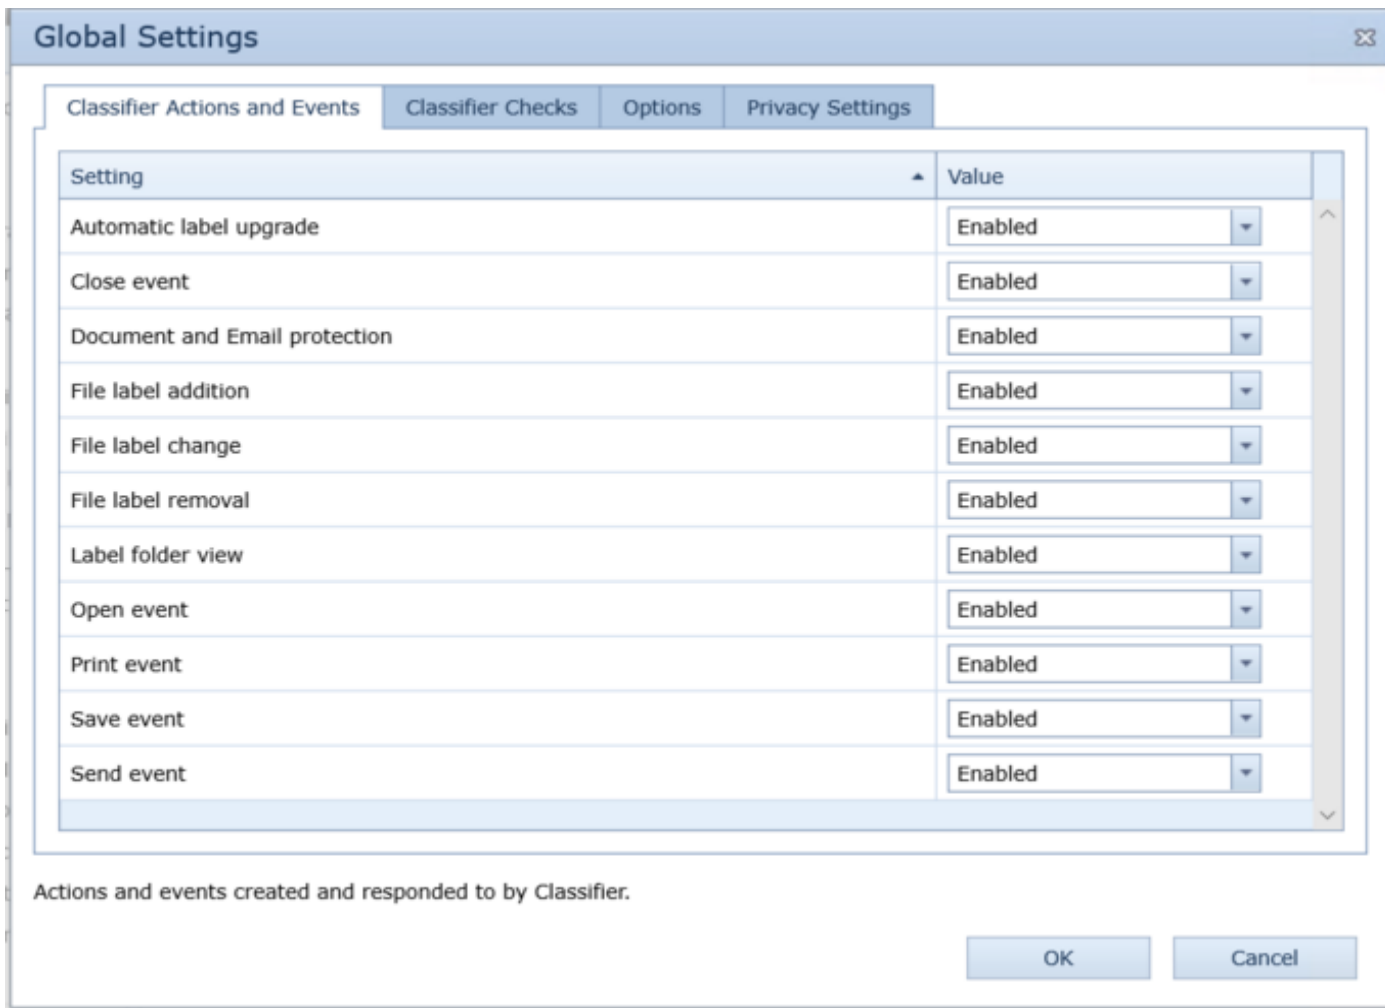 Global Settings
Classifier Actions and Events Classifier Checks Options Privacy Settings
Setting Value
Automatic label upgrade Enabled
Close event Enabled
Document and Email protection Enabled
File label addition Enabled
File label change Enabled
File label removal Enabled
Label folder view Enabled
Open event Enabled
Print event Enabled
Save event Enabled
Send event Enabled
Actions and events created and responded to by Classifier.
OK Cancel